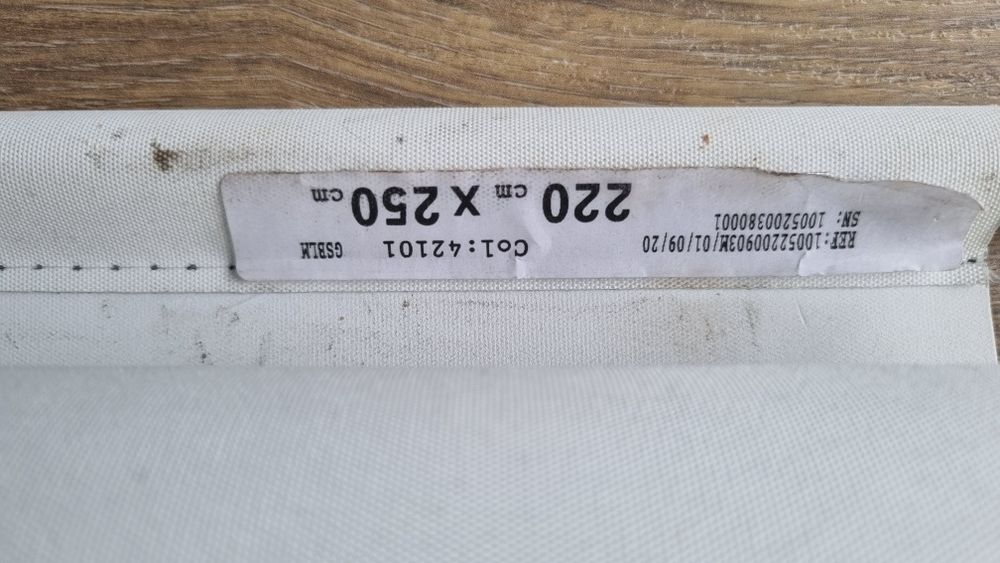 REF:10052200903M/01/09/20
SN: 1005200380001
Col:42101 GSBLM
220 cm X 250 cm